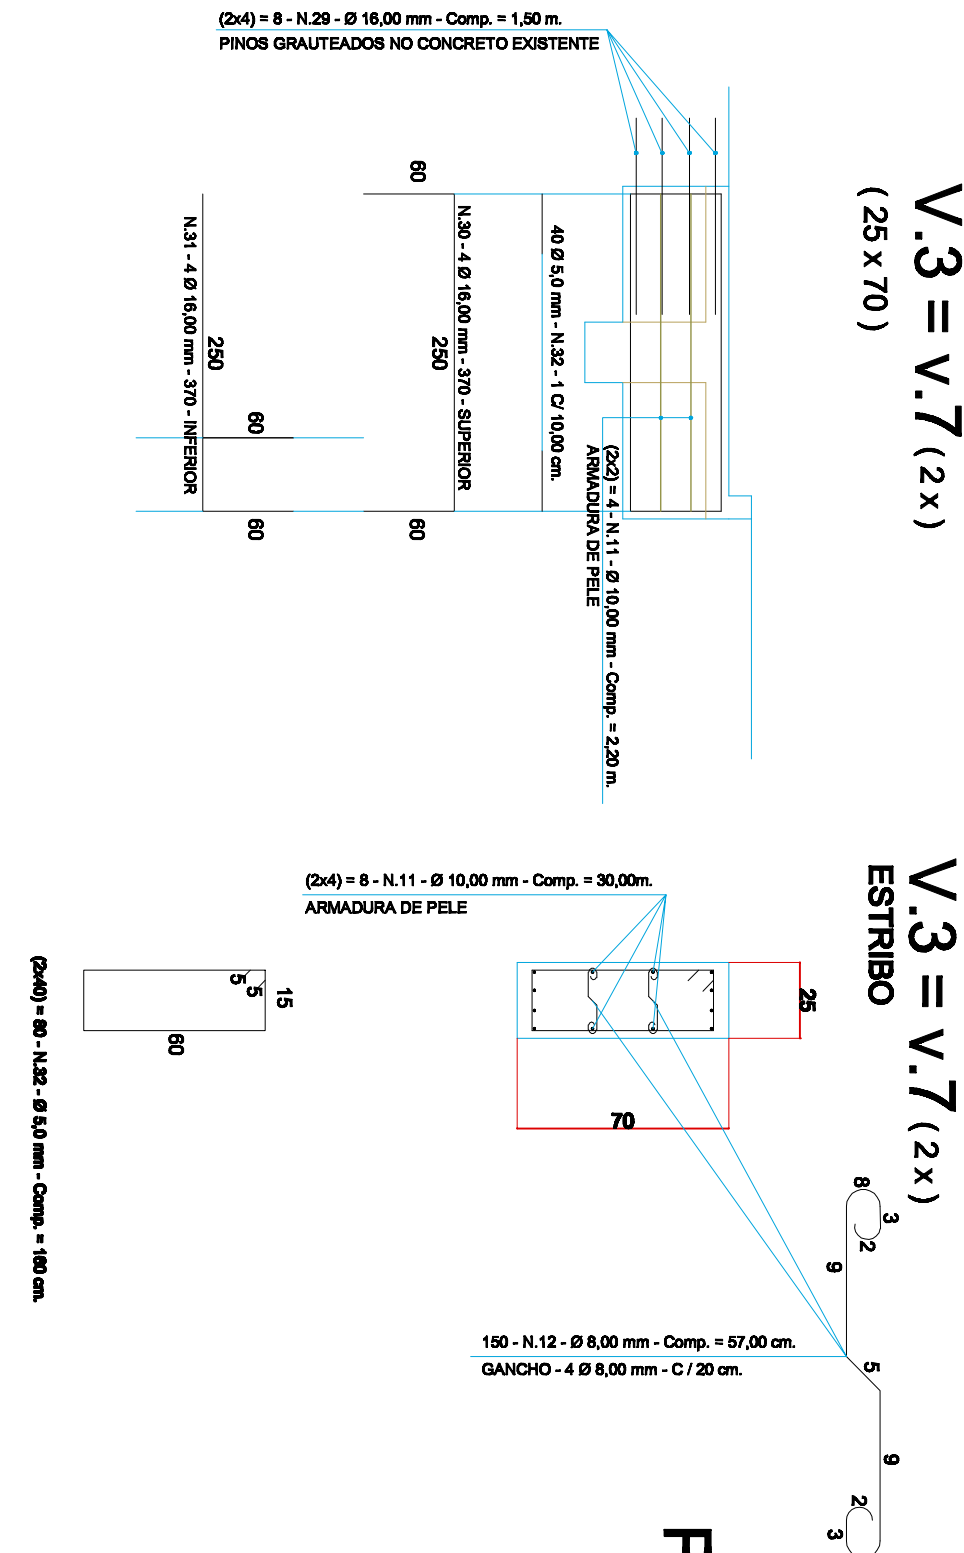 (2x4) = 8 - N.29 - Ø 16,00 mm - Comp. = 1,50 m.
PINOS GRAUTEADOS NO CONCRETO EXISTENTE
V.3 = v.7 ( 2 x )
( 25 x 70 )
60
40 Ø 5,0 mm - N.32 - 1 C/ 10,00 cm.
N.30 - 4 Ø 16,00 mm - 370 - SUPERIOR
250
60
N.31 - 4 Ø 16,00 mm - 370 - INFERIOR
250
60
60
(2x2) = 4 - N.11 - Ø 10,00 mm - Comp. = 2,20 m.
ARMADURA DE PELE
V.3 = v.7 ( 2 x )
ESTRIBO
(2x4) = 8 - N.11 - Ø 10,00 mm - Comp. = 30,00m.
ARMADURA DE PELE
25
70
5
5
15
60
(2x40) = 80 - N.32 - Ø 5,0 mm - Comp. = 160 cm.
8
3
2
9
150 - N.12 - Ø 8,00 mm - Comp. = 57,00 cm.
GANCHO - 4 Ø 8,00 mm - C / 20 cm.
5
9
2
3